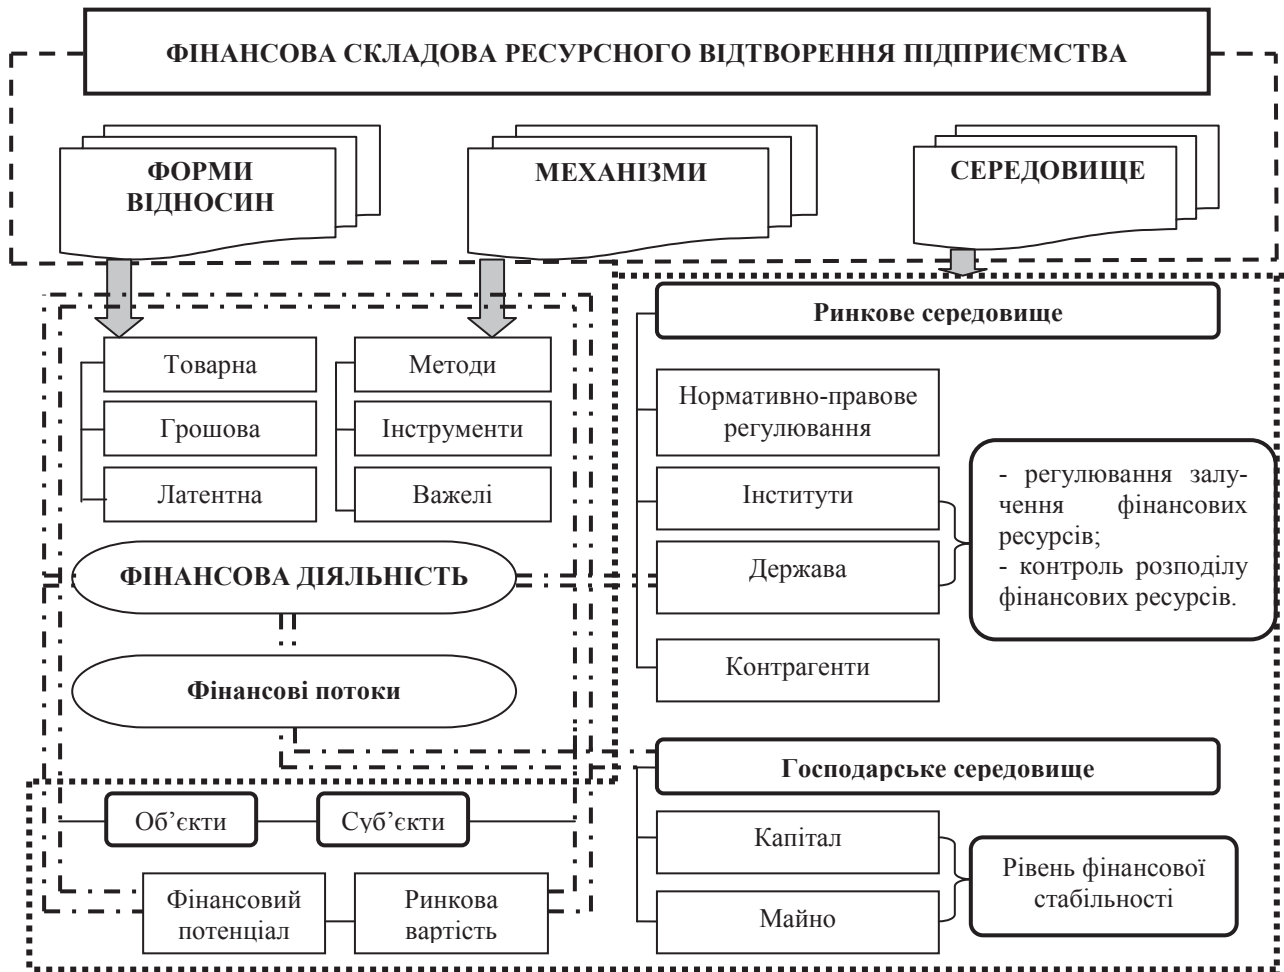 ФІНАНСОВА СКЛАДОВА РЕСУРСНОГО ВІДТВОРЕННЯ ПІДПРИЄМСТВА
ФОРМИ
ВІДНОСИН
МЕХАНІЗМИ
СЕРЕДОВИЩЕ
Товарна
Грошова
Латентна
Методи
Інструменти
Важелі
ФІНАНСОВА ДІЯЛЬНІСТЬ
Фінансові потоки
Об’єкти
Суб’єкти
Фінансовий
потенціал
Ринкова
вартість
Ринкове середовище
Нормативно-правове
регулювання
Інститути
Держава
Контрагенти
- регулювання залу-
чення фінансових
ресурсів;
- контроль розподілу
фінансових ресурсів.
Господарське середовище
Капітал
Майно
Рівень фінансової
стабільності